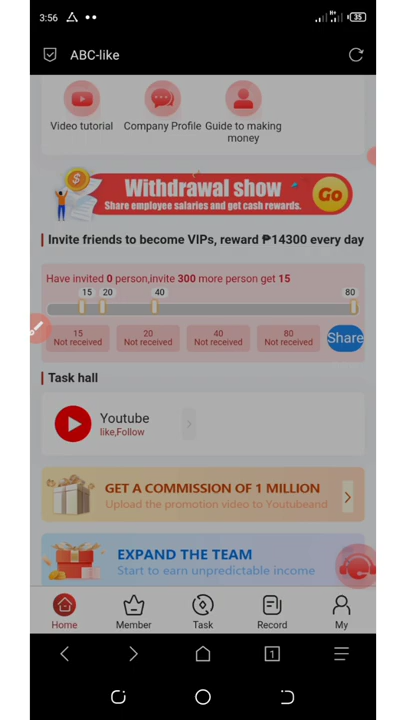 3:56
35
ABC-like
Video tutorial
Company Profile
Guide to making
money
Withdrawal show
Share employee salaries and get cash rewards.
Go
Invite friends to become VIPs, reward ₱14300 every day
Have invited 0 person,invite 300 more person get 15
15 20 40 80
15
Not received
20
Not received
40
Not received
80
Not received
Share
Task hall
Youtube
like,Follow
GET A COMMISSION OF 1 MILLION
Upload the promotion video to Youtubeand
EXPAND THE TEAM
Start to earn unpredictable income
Home
Member
Task
Record
My
1